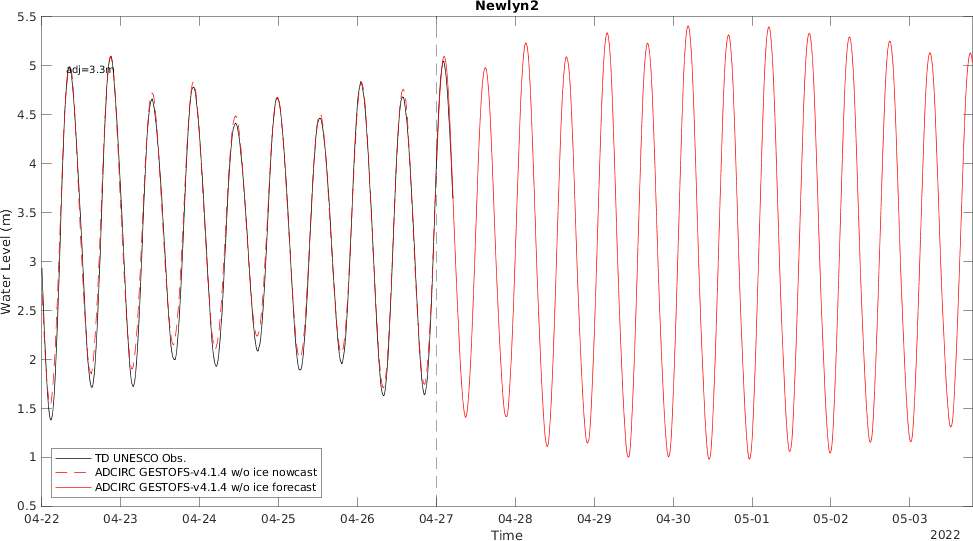 Newlyn2
5.5
5
4.5
4
3.5
3
2.5
2
1.5
1
0.5
Water Level (m)
adj=3.3m
TD UNESCO Obs.
ADCIRC GESTOFS-v4.1.4 w/o ice nowcast
ADCIRC GESTOFS-v4.1.4 w/o ice forecast
04-22 04-23 04-24 04-25 04-26 04-27 04-28 04-29 04-30 05-01 05-02 05-03
Time
2022